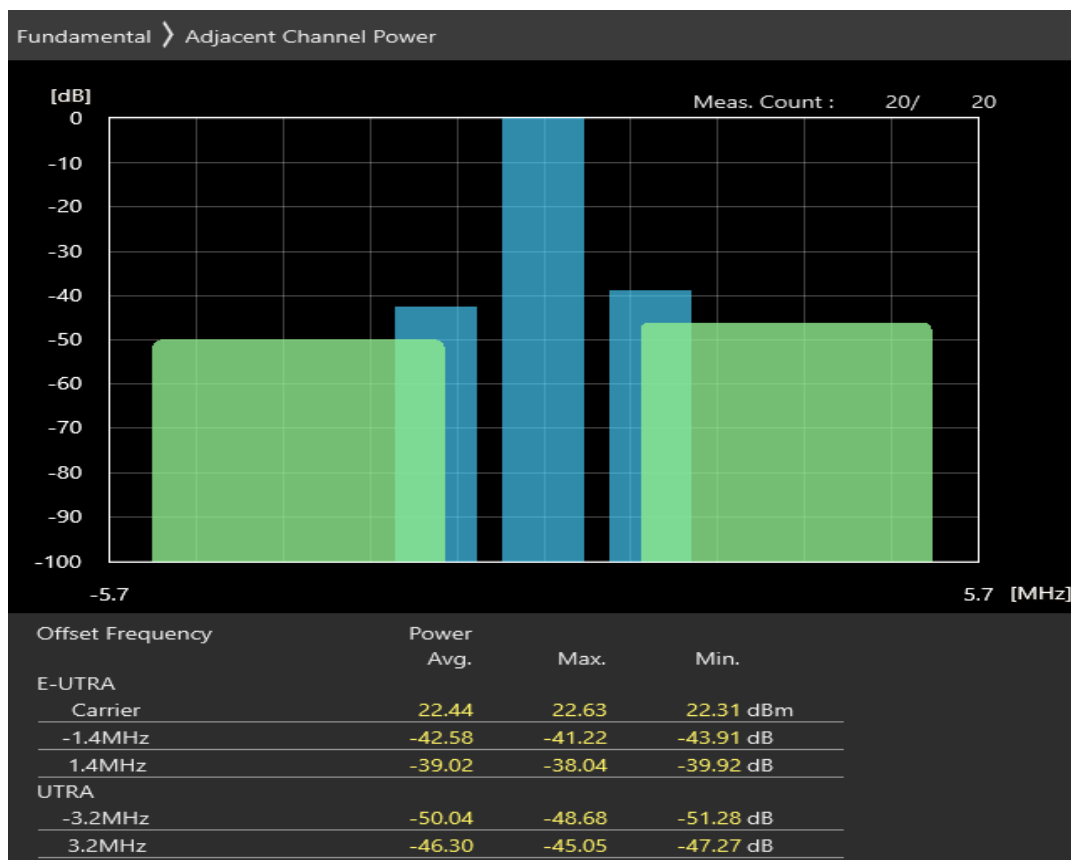 Fundamental 〉 Adjacent Channel Power
[dB]
Meas. Count : 20/ 20
0
-10
-20
-30
-40
-50
-60
-70
-80
-90
-100
-5.7 5.7 [MHz]
Offset Frequency Power
Avg. Max. Min.
E-UTRA
Carrier 22.44 22.63 22.31 dBm
-1.4MHz -42.58 -41.22 -43.91 dB
1.4MHz -39.02 -38.04 -39.92 dB
UTRA
-3.2MHz -50.04 -48.68 -51.28 dB
3.2MHz -46.30 -45.05 -47.27 dB